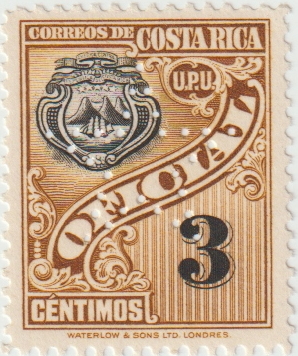 CORREOS DE COSTA RICA
U.P.U.
OFICIAL
3
CÉNTIMOS
WATERLOW & SONS LTD. LONDRES.